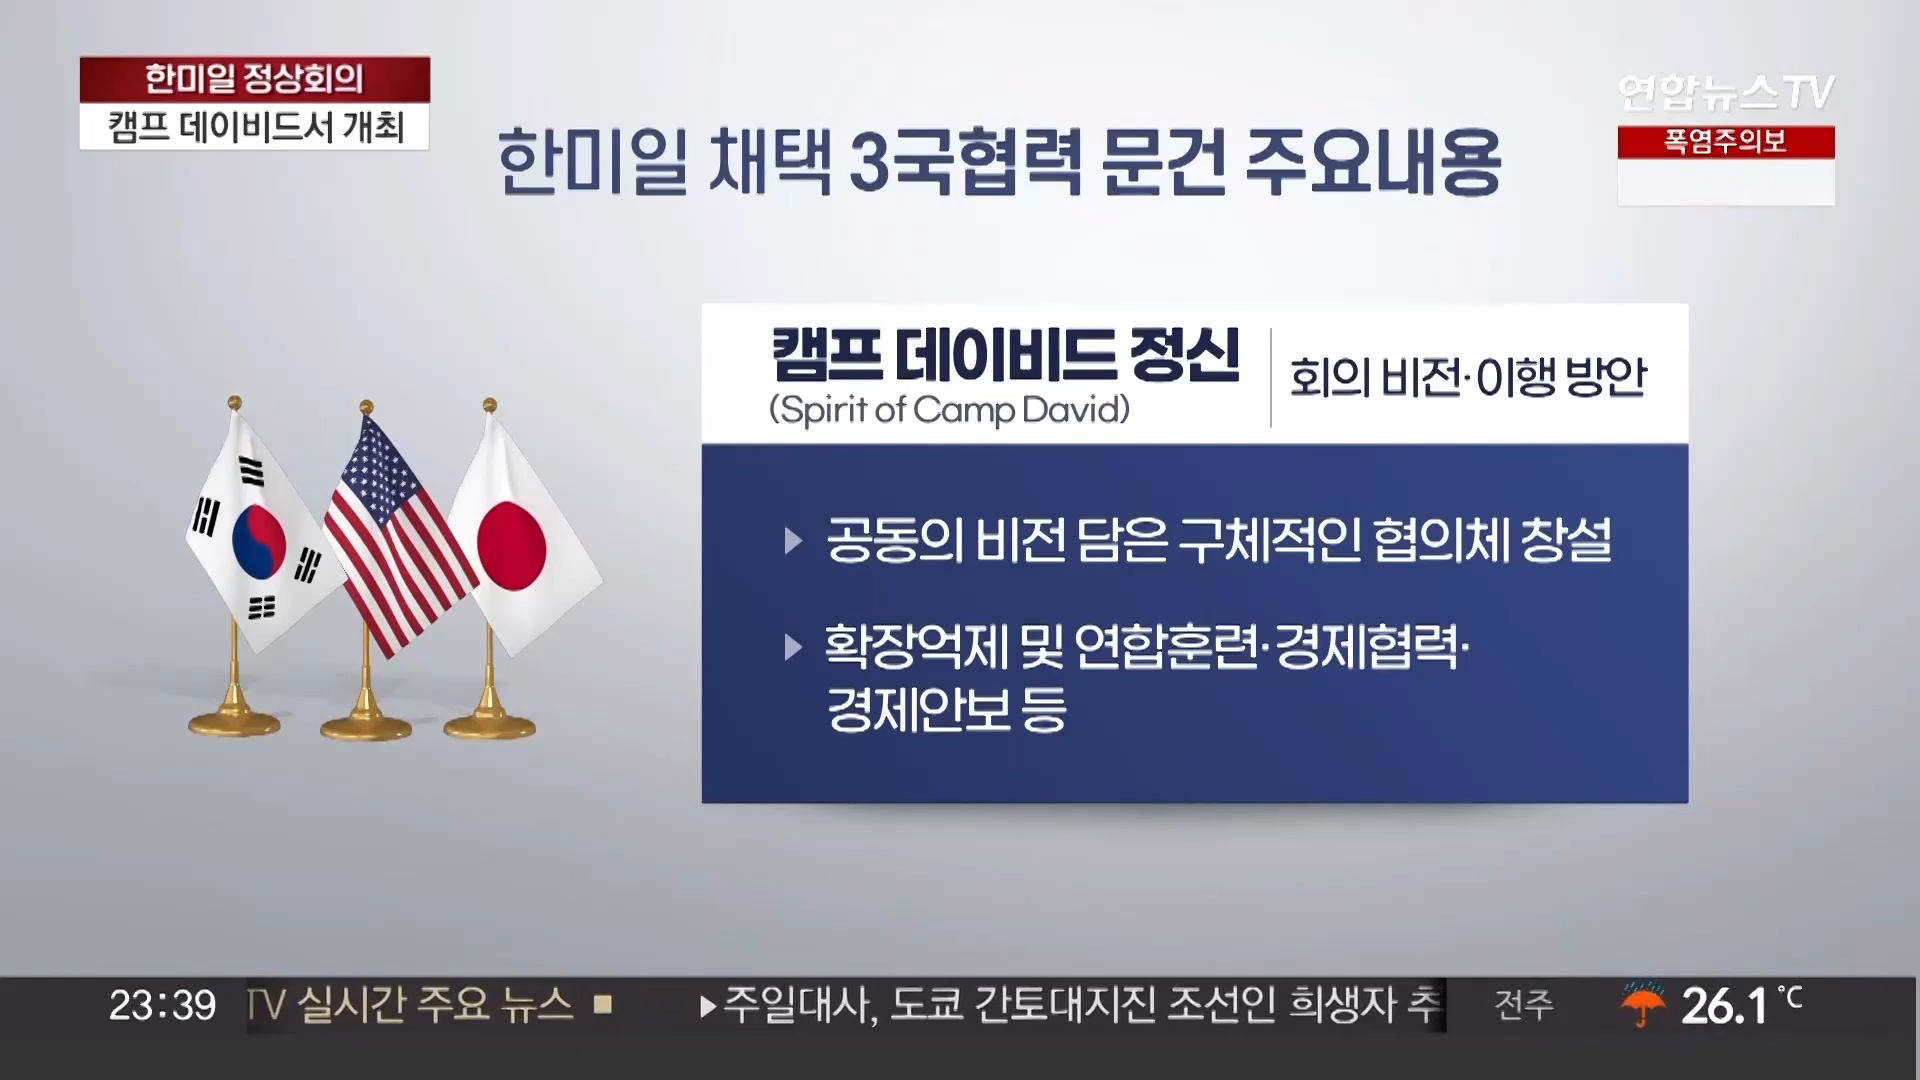 한미일 정상회의
캠프 데이비드서 개최
연합뉴스TV
폭염주의보
한미일 채택 3국협력 문건 주요내용
캠프 데이비드 정신
(Spirit of Camp David)
회의 비전·이행 방안
▶ 공동의 비전 담은 구체적인 협의체 창설
▶ 확장억제 및 연합훈련·경제협력·
경제안보 등
23:39
TV 실시간 주요 뉴스 ■ ▶주일대사, 도쿄 간토대지진 조선인 희생자 추
전주
26.1℃